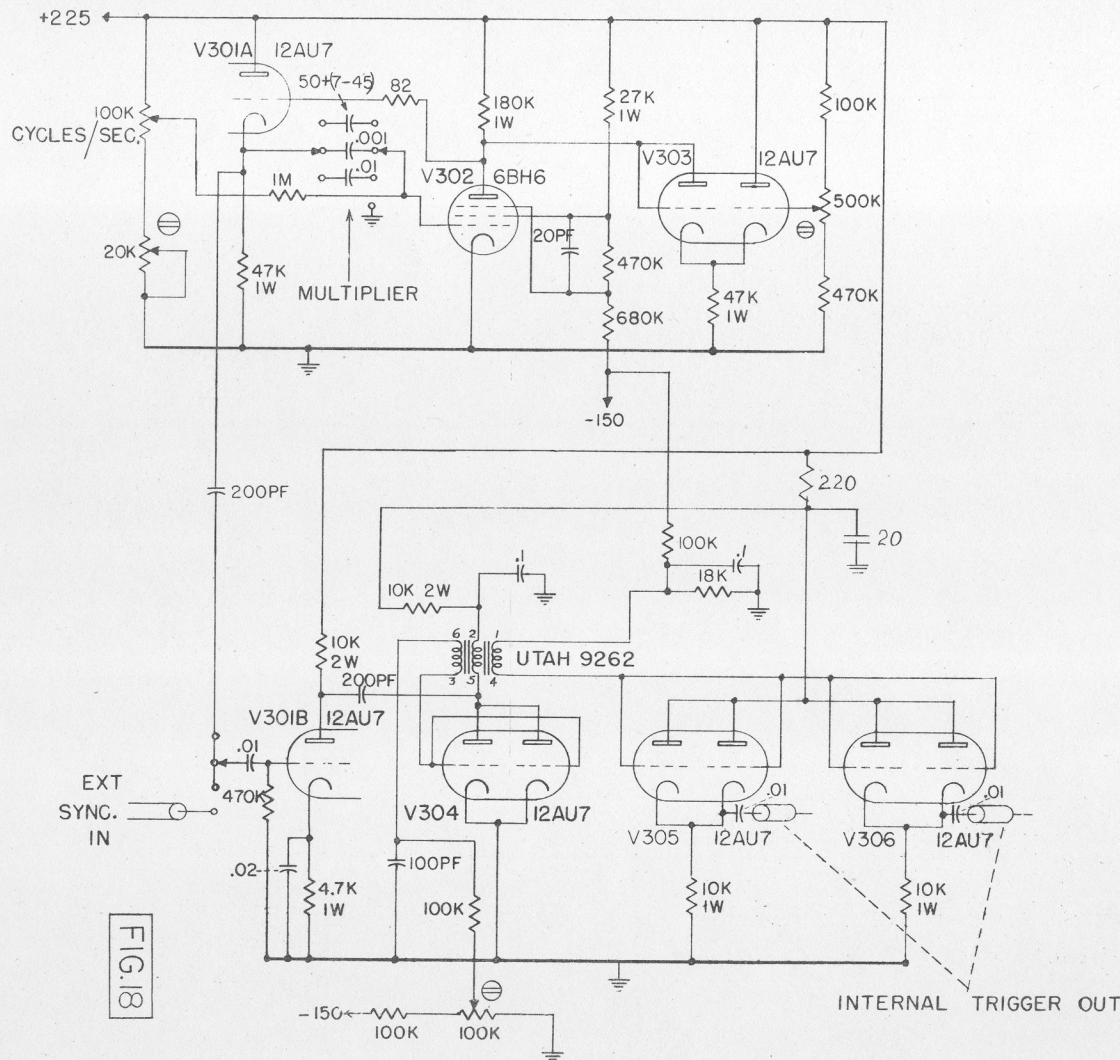 +225
V301A 12AU7
50+(7-45)
82
180K
1W
27K
1W
100K
100K
CYCLES/SEC.
.001
.01
V302 6BH6
V303 12AU7
1M
500K
20K
20PF
47K
1W
MULTIPLIER
470K
680K
47K
1W
470K
-150
200PF
220
20
100K
.1
18K
.1
10K 2W
6 2 1
3 5 4
UTAH 9262
10K
2W
200PF
V301B 12AU7
.01
EXT
SYNC.
IN
470K
V304 12AU7
V305 12AU7
.01
V306 12AU7
.01
.02
4.7K
1W
100PF
100K
10K
1W
10K
1W
FIG.18
-150
100K
100K
INTERNAL TRIGGER OUT